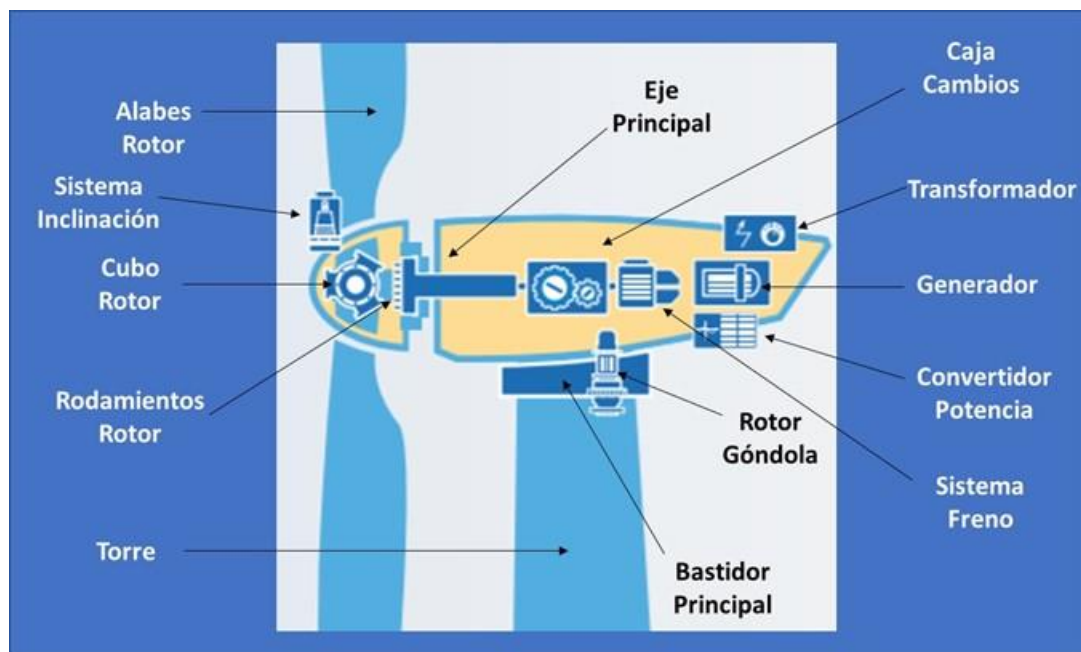 Alabes
Rotor
Sistema
Inclinación
Cubo
Rotor
Rodamientos
Rotor
Torre
Eje
Principal
Caja
Cambios
Transformador
Generador
Convertidor
Potencia
Rotor
Góndola
Sistema
Freno
Bastidor
Principal